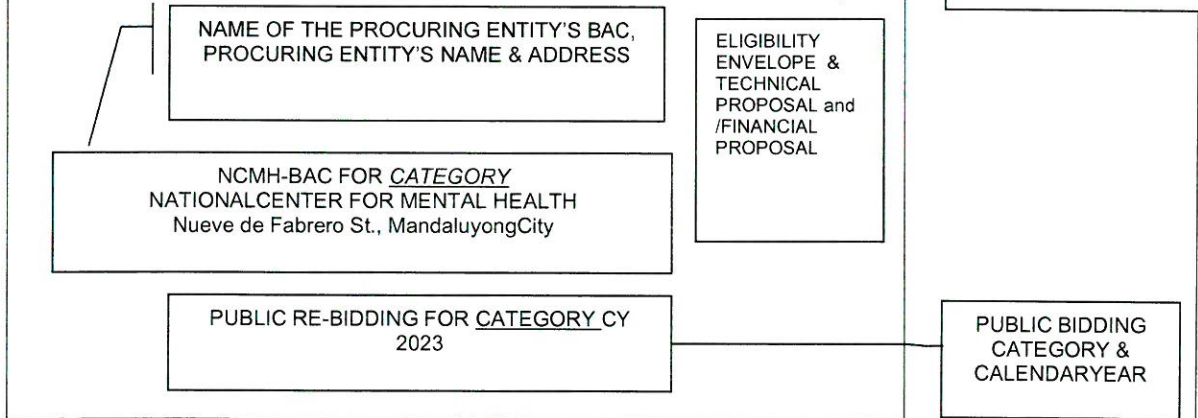 NAME OF THE PROCURING ENTITY'S BAC,
PROCURING ENTITY'S NAME & ADDRESS
ELIGIBILITY
ENVELOPE &
TECHNICAL
PROPOSAL and
/FINANCIAL
PROPOSAL
NCMH-BAC FOR CATEGORY
NATIONALCENTER FOR MENTAL HEALTH
Nueve de Fabrero St., MandaluyongCity
PUBLIC RE-BIDDING FOR CATEGORY CY
2023
PUBLIC BIDDING
CATEGORY &
CALENDARYEAR